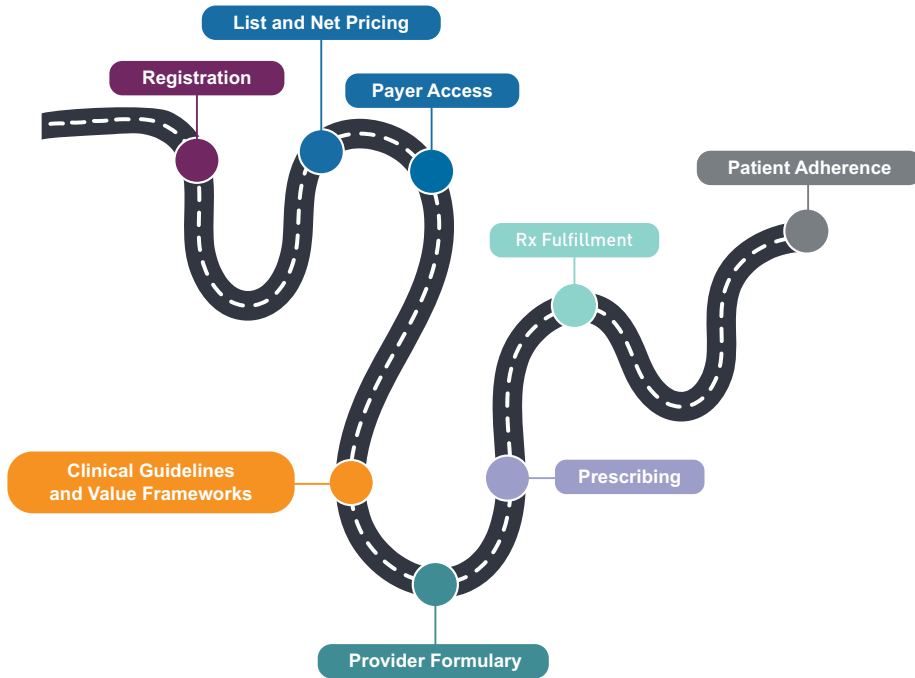 List and Net Pricing
Registration
Payer Access
Patient Adherence
Rx Fulfillment
Clinical Guidelines
and Value Frameworks
Prescribing
Provider Formulary